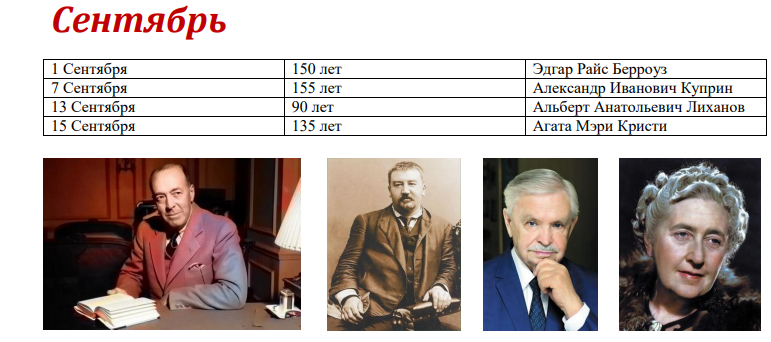 Сентябрь
1 Сентября 150 лет Эдгар Райс Берроуз
7 Сентября 155 лет Александр Иванович Куприн
13 Сентября 90 лет Альберт Анатольевич Лиханов
15 Сентября 135 лет Агата Мэри Кристи